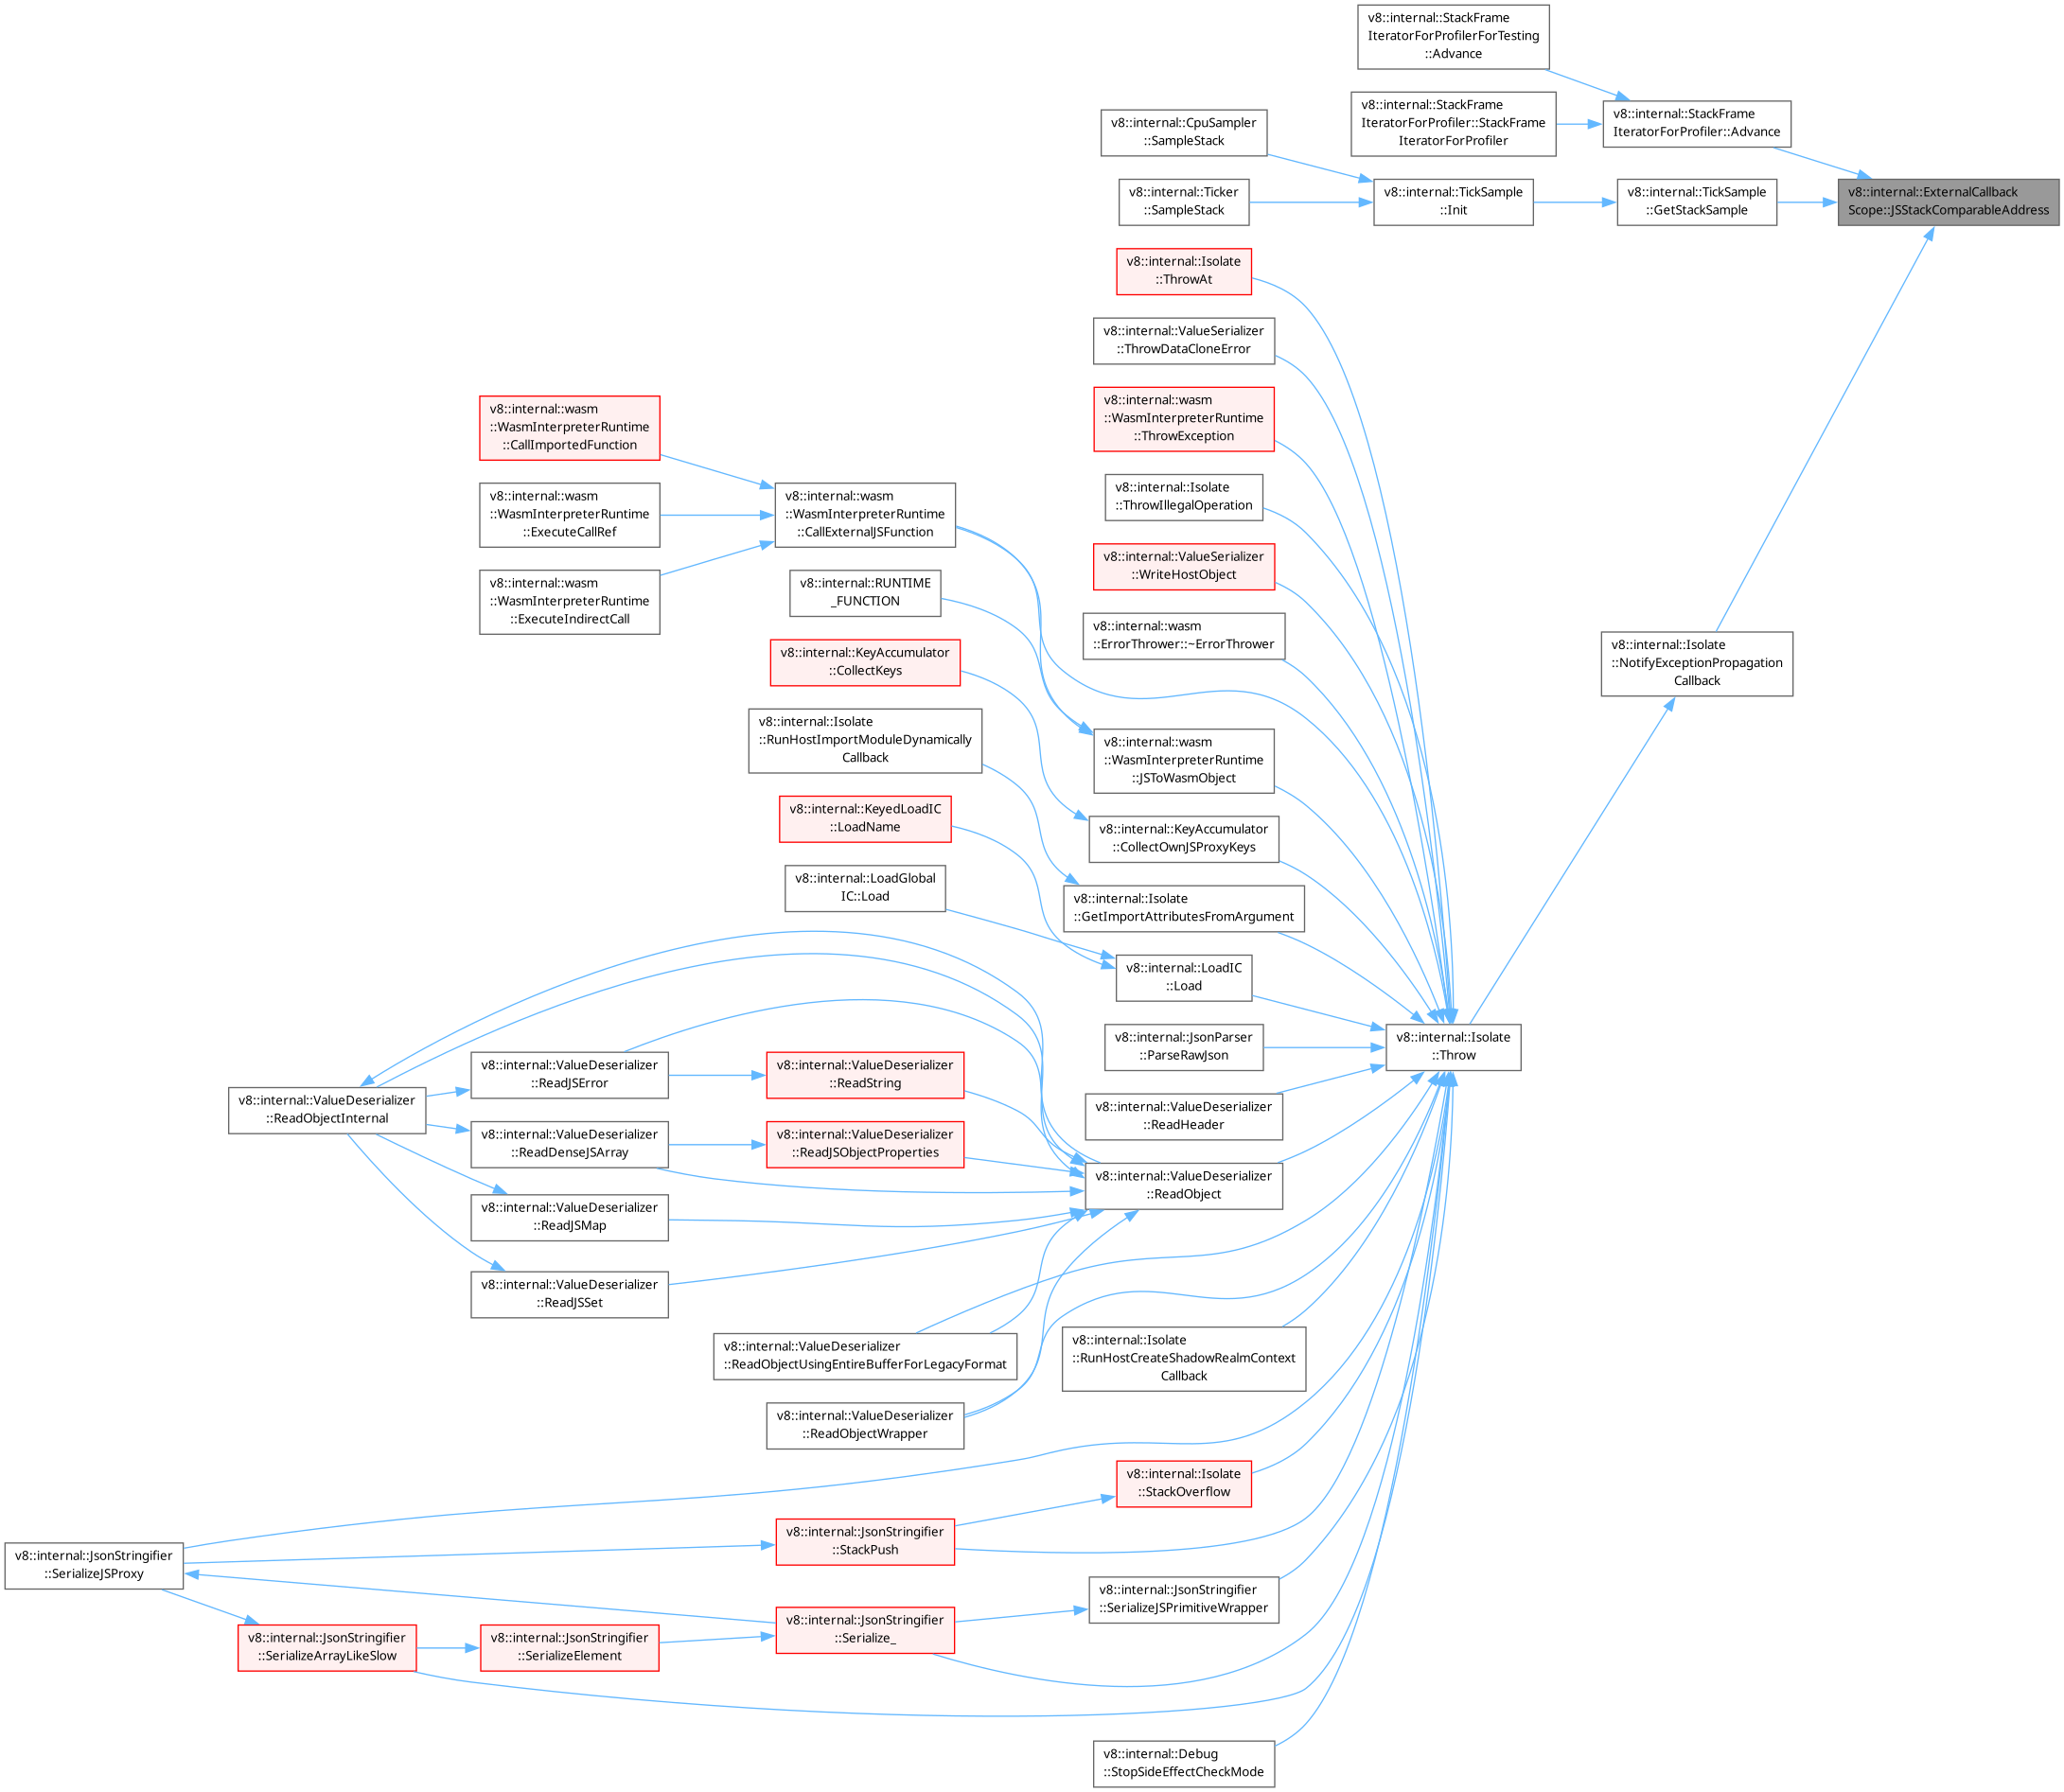 v8::internal::StackFrame
IteratorForProfilerForTesting
::Advance
v8::internal::StackFrame
IteratorForProfiler::StackFrame
IteratorForProfiler
v8::internal::StackFrame
IteratorForProfiler::Advance
v8::internal::CpuSampler
::SampleStack
v8::internal::Ticker
::SampleStack
v8::internal::TickSample
::Init
v8::internal::TickSample
::GetStackSample
v8::internal::ExternalCallback
Scope::JSStackComparableAddress
v8::internal::Isolate
::ThrowAt
v8::internal::ValueSerializer
::ThrowDataCloneError
v8::internal::wasm
::WasmInterpreterRuntime
::ThrowException
v8::internal::wasm
::WasmInterpreterRuntime
::CallImportedFunction
v8::internal::wasm
::WasmInterpreterRuntime
::ExecuteCallRef
v8::internal::wasm
::WasmInterpreterRuntime
::CallExternalJSFunction
v8::internal::Isolate
::ThrowIllegalOperation
v8::internal::ValueSerializer
::WriteHostObject
v8::internal::wasm
::WasmInterpreterRuntime
::ExecuteIndirectCall
v8::internal::RUNTIME
_FUNCTION
v8::internal::wasm
::ErrorThrower::~ErrorThrower
v8::internal::Isolate
::NotifyExceptionPropagation
Callback
v8::internal::KeyAccumulator
::CollectKeys
v8::internal::Isolate
::RunHostImportModuleDynamically
Callback
v8::internal::wasm
::WasmInterpreterRuntime
::JSToWasmObject
v8::internal::KeyedLoadIC
::LoadName
v8::internal::KeyAccumulator
::CollectOwnJSProxyKeys
v8::internal::LoadGlobal
IC::Load
v8::internal::Isolate
::GetImportAttributesFromArgument
v8::internal::LoadIC
::Load
v8::internal::JsonParser
::ParseRawJson
v8::internal::Isolate
::Throw
v8::internal::ValueDeserializer
::ReadJSError
v8::internal::ValueDeserializer
::ReadString
v8::internal::ValueDeserializer
::ReadObjectInternal
v8::internal::ValueDeserializer
::ReadHeader
v8::internal::ValueDeserializer
::ReadDenseJSArray
v8::internal::ValueDeserializer
::ReadJSObjectProperties
v8::internal::ValueDeserializer
::ReadObject
v8::internal::ValueDeserializer
::ReadJSMap
v8::internal::ValueDeserializer
::ReadJSSet
v8::internal::ValueDeserializer
::ReadObjectUsingEntireBufferForLegacyFormat
v8::internal::Isolate
::RunHostCreateShadowRealmContext
Callback
v8::internal::ValueDeserializer
::ReadObjectWrapper
v8::internal::Isolate
::StackOverflow
v8::internal::JsonStringifier
::StackPush
v8::internal::JsonStringifier
::SerializeJSProxy
v8::internal::JsonStringifier
::SerializeJSPrimitiveWrapper
v8::internal::JsonStringifier
::Serialize_
v8::internal::JsonStringifier
::SerializeArrayLikeSlow
v8::internal::JsonStringifier
::SerializeElement
v8::internal::Debug
::StopSideEffectCheckMode